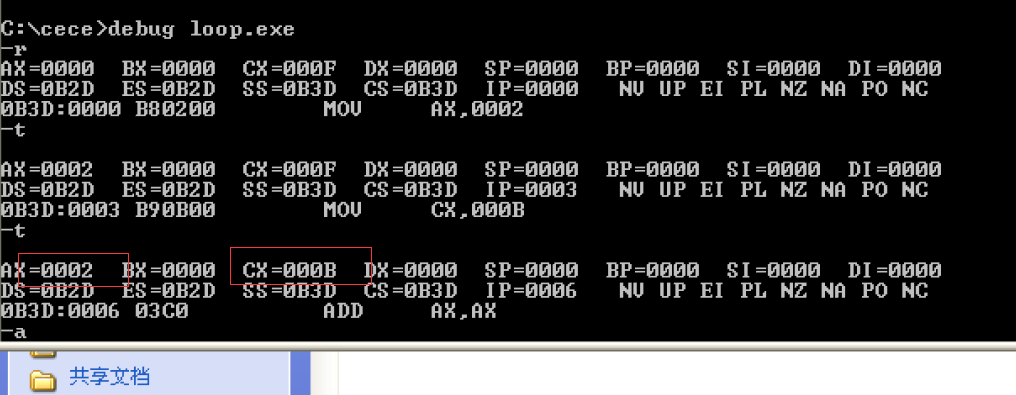 C:\cece>debug loop.exe
-r
AX=0000 BX=0000 CX=000F DX=0000 SP=0000 BP=0000 SI=0000 DI=0000
DS=0B2D ES=0B2D SS=0B3D CS=0B3D IP=0000 NV UP EI PL NZ NA PO NC
0B3D:0000 B80200 MOV AX,0002
-t
AX=0002 BX=0000 CX=000F DX=0000 SP=0000 BP=0000 SI=0000 DI=0000
DS=0B2D ES=0B2D SS=0B3D CS=0B3D IP=0003 NV UP EI PL NZ NA PO NC
0B3D:0003 B90B00 MOV CX,000B
-t
AX=0002 BX=0000 CX=000B DX=0000 SP=0000 BP=0000 SI=0000 DI=0000
DS=0B2D ES=0B2D SS=0B3D CS=0B3D IP=0006 NV UP EI PL NZ NA PO NC
0B3D:0006 03C0 ADD AX,AX
-a
共享文档